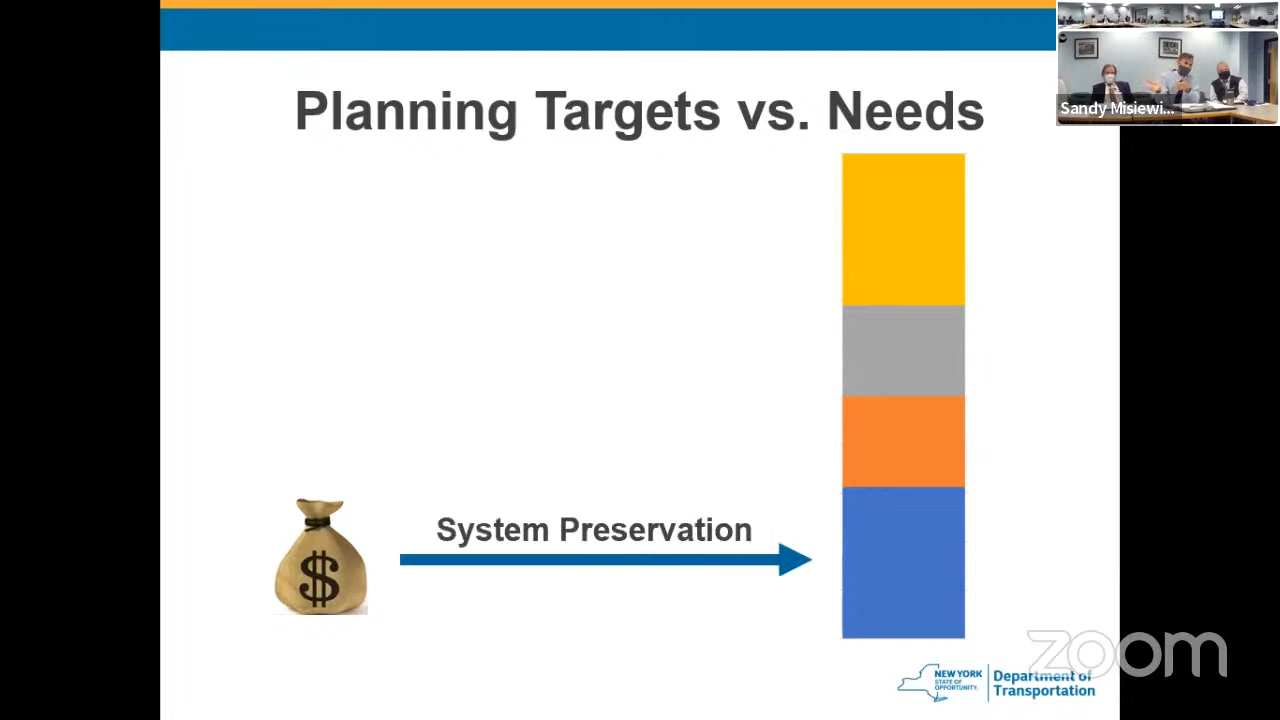 Planning Targets vs. Needs
Sandy Misiewi...
System Preservation
$
NEW YORK
STATE OF
OPPORTUNITY.
Department of
Transportation
zoom